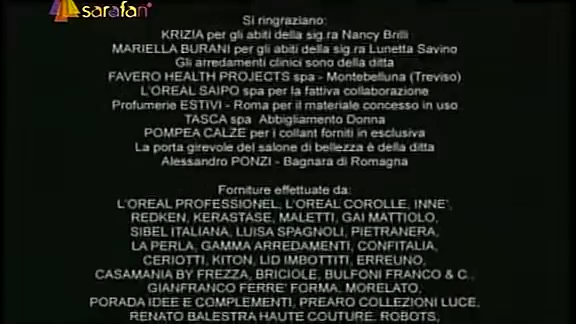 sarafan
Si ringraziano:
KRIZIA per gli abiti della sig.ra Nancy Brilli
MARIELLA BURANI per gli abiti della sig.ra Lunetta Savino
Gli arredamenti clinici sono della ditta
FAVERO HEALTH PROJECTS spa - Montebelluna (Treviso)
L'OREAL SAIPO spa per la fattiva collaborazione
Profumerie ESTIVI - Roma per il materiale concesso in uso
TASCA spa Abbigliamento Donna
POMPEA CALZE per i collant forniti in esclusiva
La porta girevole del salone di bellezza è della ditta
Alessandro PONZI - Bagnara di Romagna
Forniture effettuate da:
L'OREAL PROFESSIONEL, L'OREAL COROLLE, INNE',
REDKEN, KERASTASE, MALETTI, GAI MATTIOLO,
SIBEL ITALIANA, LUISA SPAGNOLI, PIETRANERA,
LA PERLA, GAMMA ARREDAMENTI, CONFITALIA,
CERIOTTI, KITON, LID IMBOTTITI, ERREUNO,
CASAMANIA BY FREZZA, BRICIOLE, BULFONI FRANCO & C.,
GIANFRANCO FERRE' FORMA, MORELATO,
PORADA IDEE E COMPLEMENTI, PREARO COLLEZIONI LUCE,
RENATO BALESTRA HAUTE COUTURE, ROBOTS,